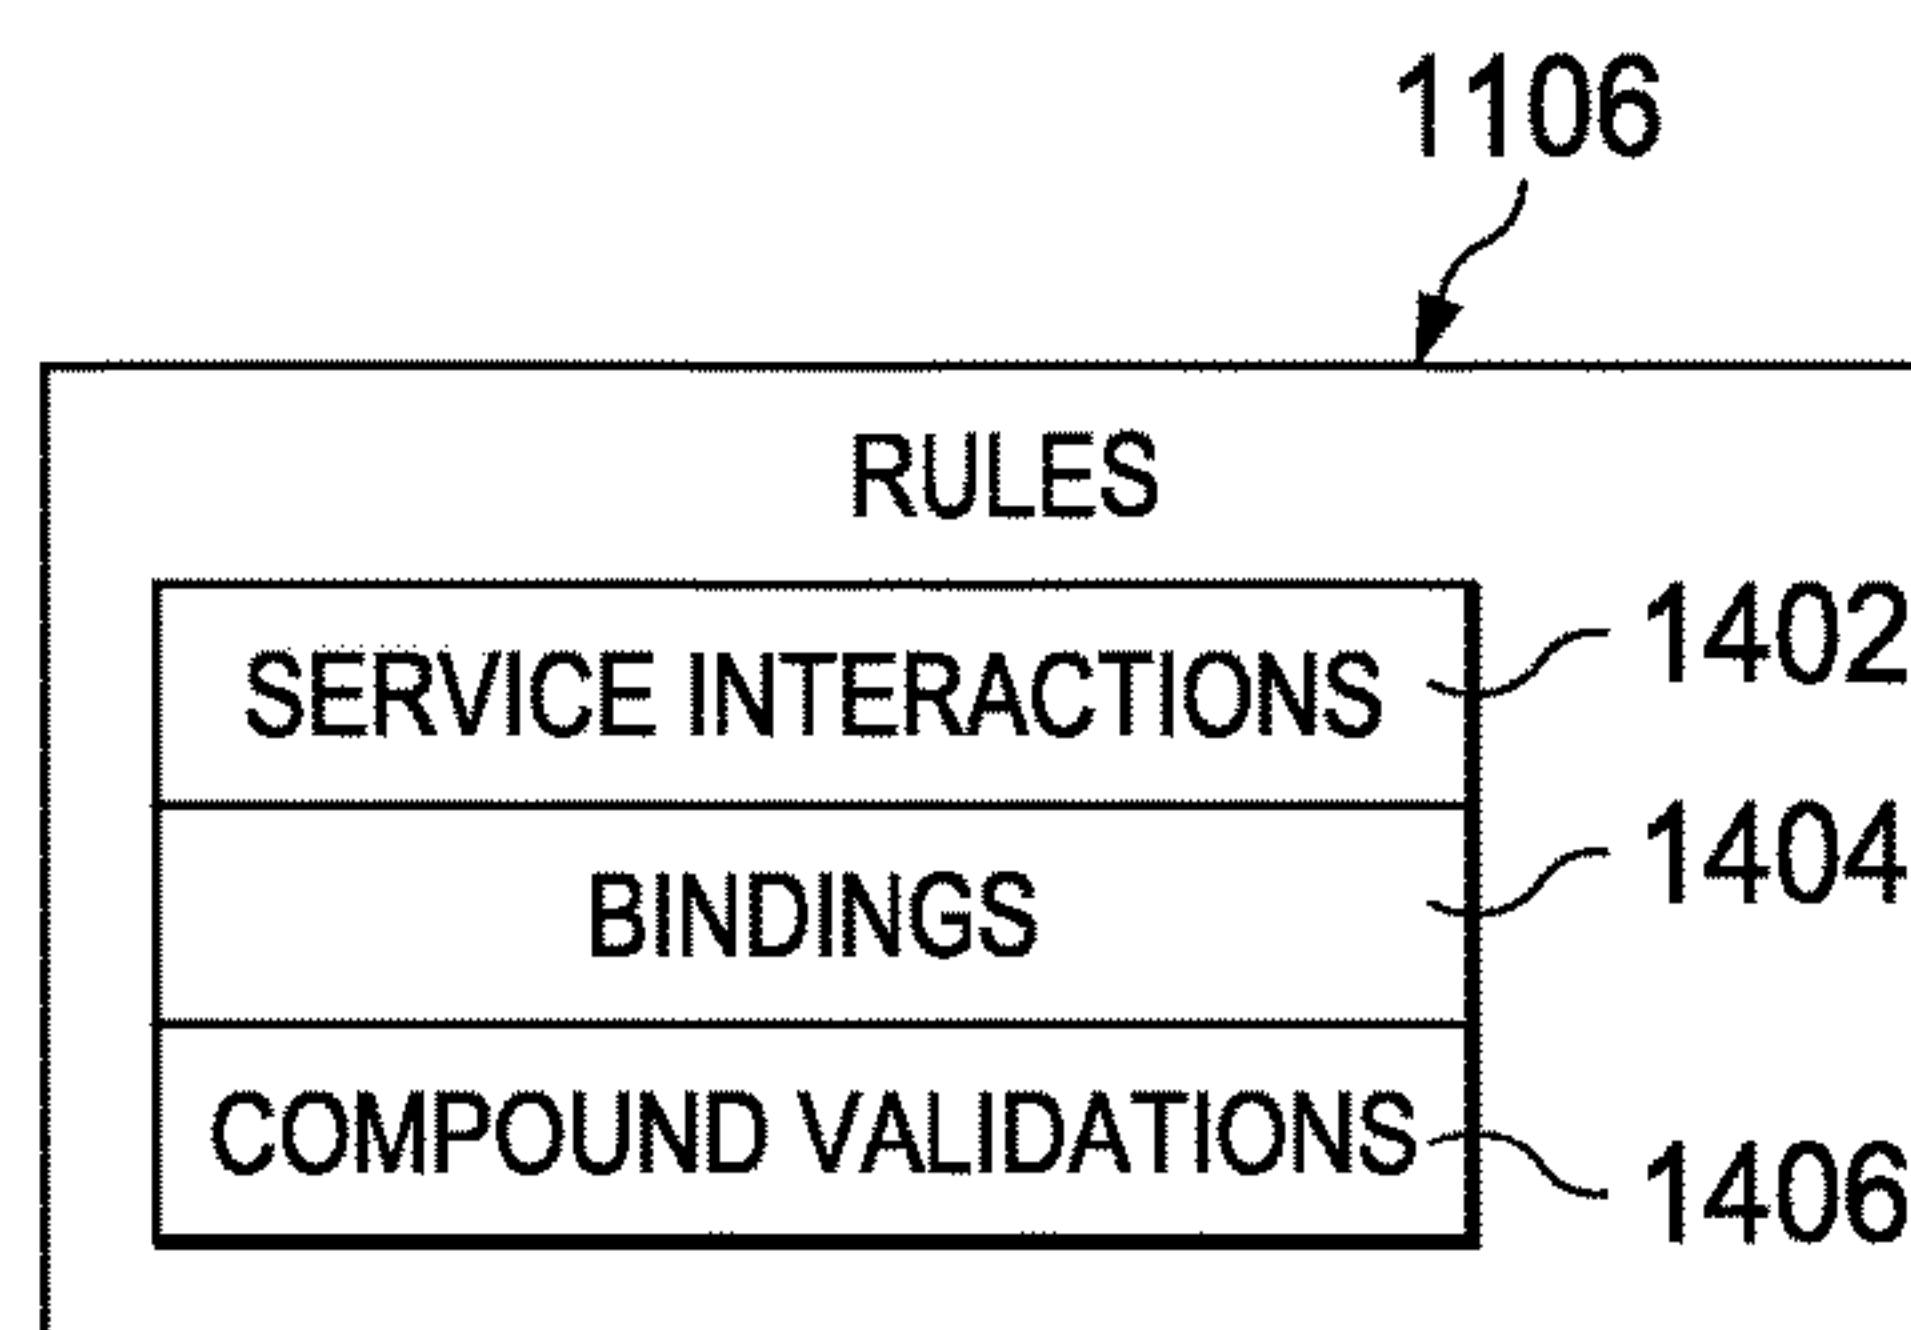 1106
RULES
SERVICE INTERACTIONS 1402
BINDINGS 1404
COMPOUND VALIDATIONS 1406